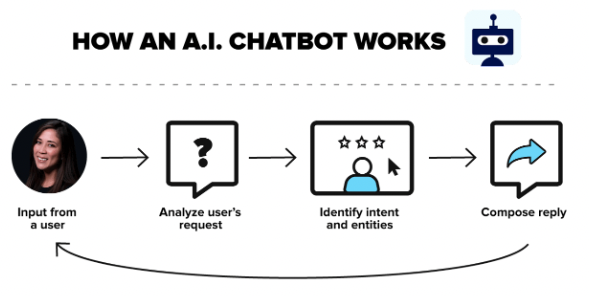 HOW AN A.I. CHATBOT WORKS
?
Input from
a user
Analyze user's
request
Identify intent
and entities
Compose reply